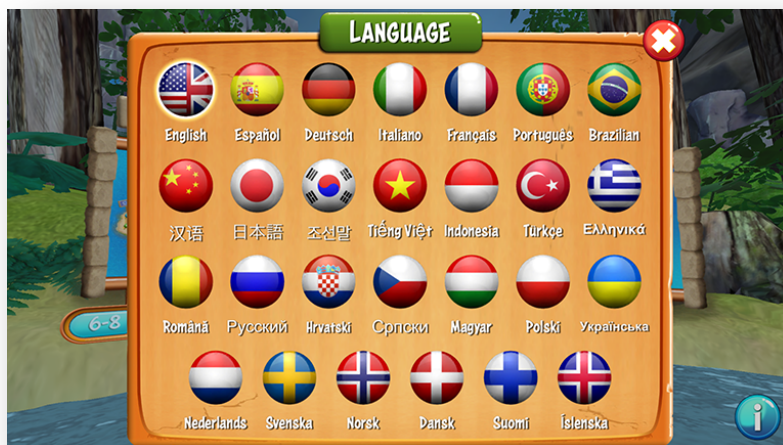 LANGUAGE
English Español Deutsch Italiano Français Português Brazilian
汉语 日本語 조선말 Tiếng Việt Indonesia Türkçe Ελληνικά
6-8 Română Русский Hrvatski Српски Magyar Polski Українська
Nederlands Svenska Norsk Dansk Suomi Íslenska
i